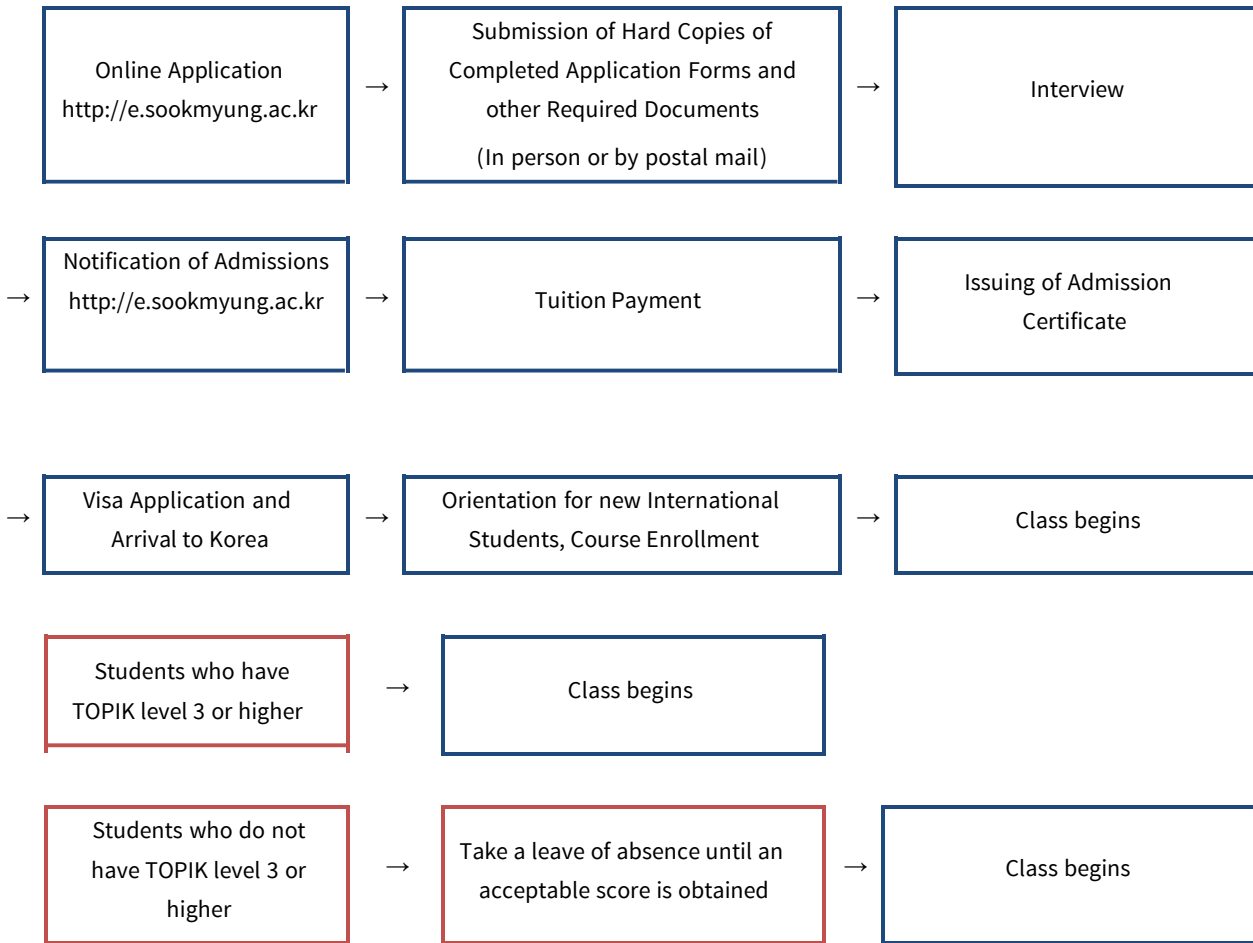 Online Application
http://e.sookmyung.ac.kr
→
Submission of Hard Copies of
Completed Application Forms and
other Required Documents
(In person or by postal mail)
→
Interview
→
Notification of Admissions
http://e.sookmyung.ac.kr
→
Tuition Payment
→
Issuing of Admission
Certificate
→
Visa Application and
Arrival to Korea
→
Orientation for new International
Students, Course Enrollment
→
Class begins
Students who have
TOPIK level 3 or higher
→
Class begins
Students who do not
have TOPIK level 3 or
higher
→
Take a leave of absence until an
acceptable score is obtained
→
Class begins